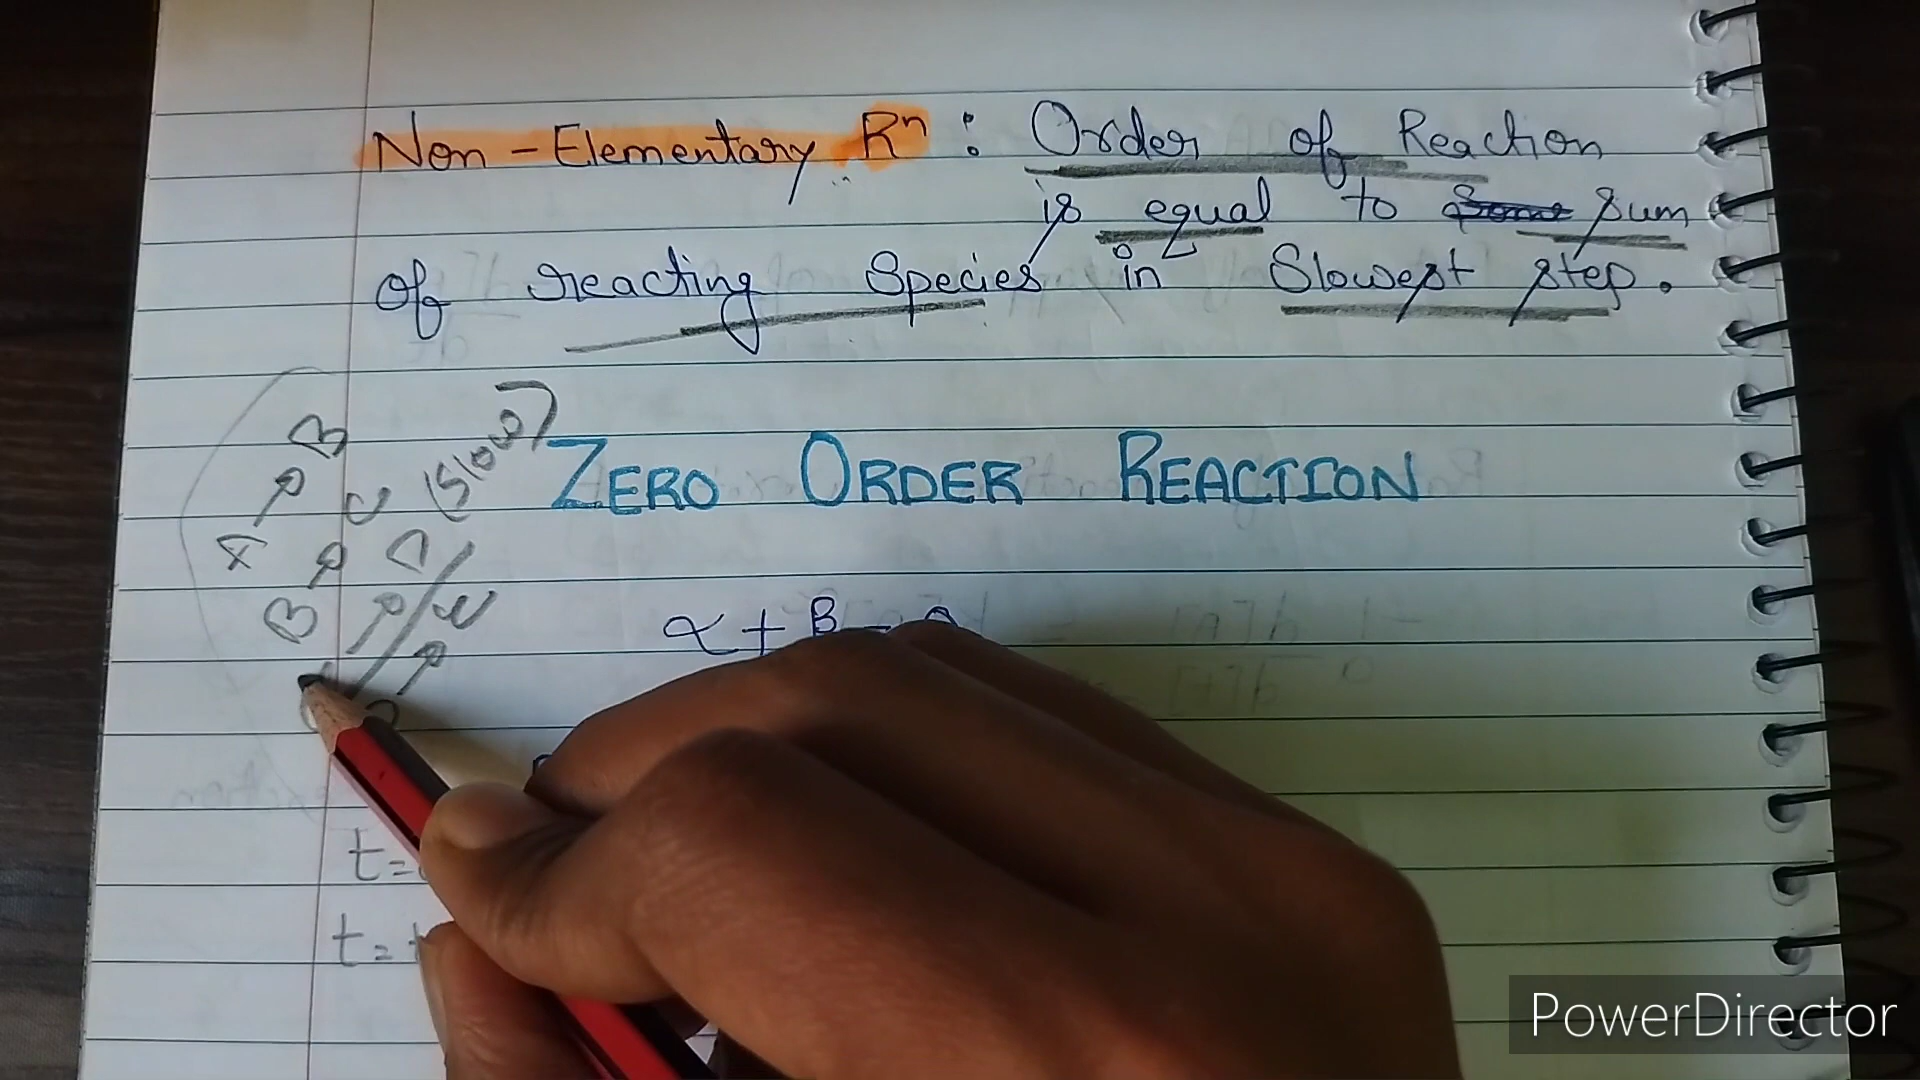 Non-Elementary Rⁿ : Order of Reaction
is equal to sum
of reacting Species in Slowest step.
A → B
B → C
→ D (Slow)
D → E
ZERO ORDER REACTION
α + β =
t =
t =
PowerDirector